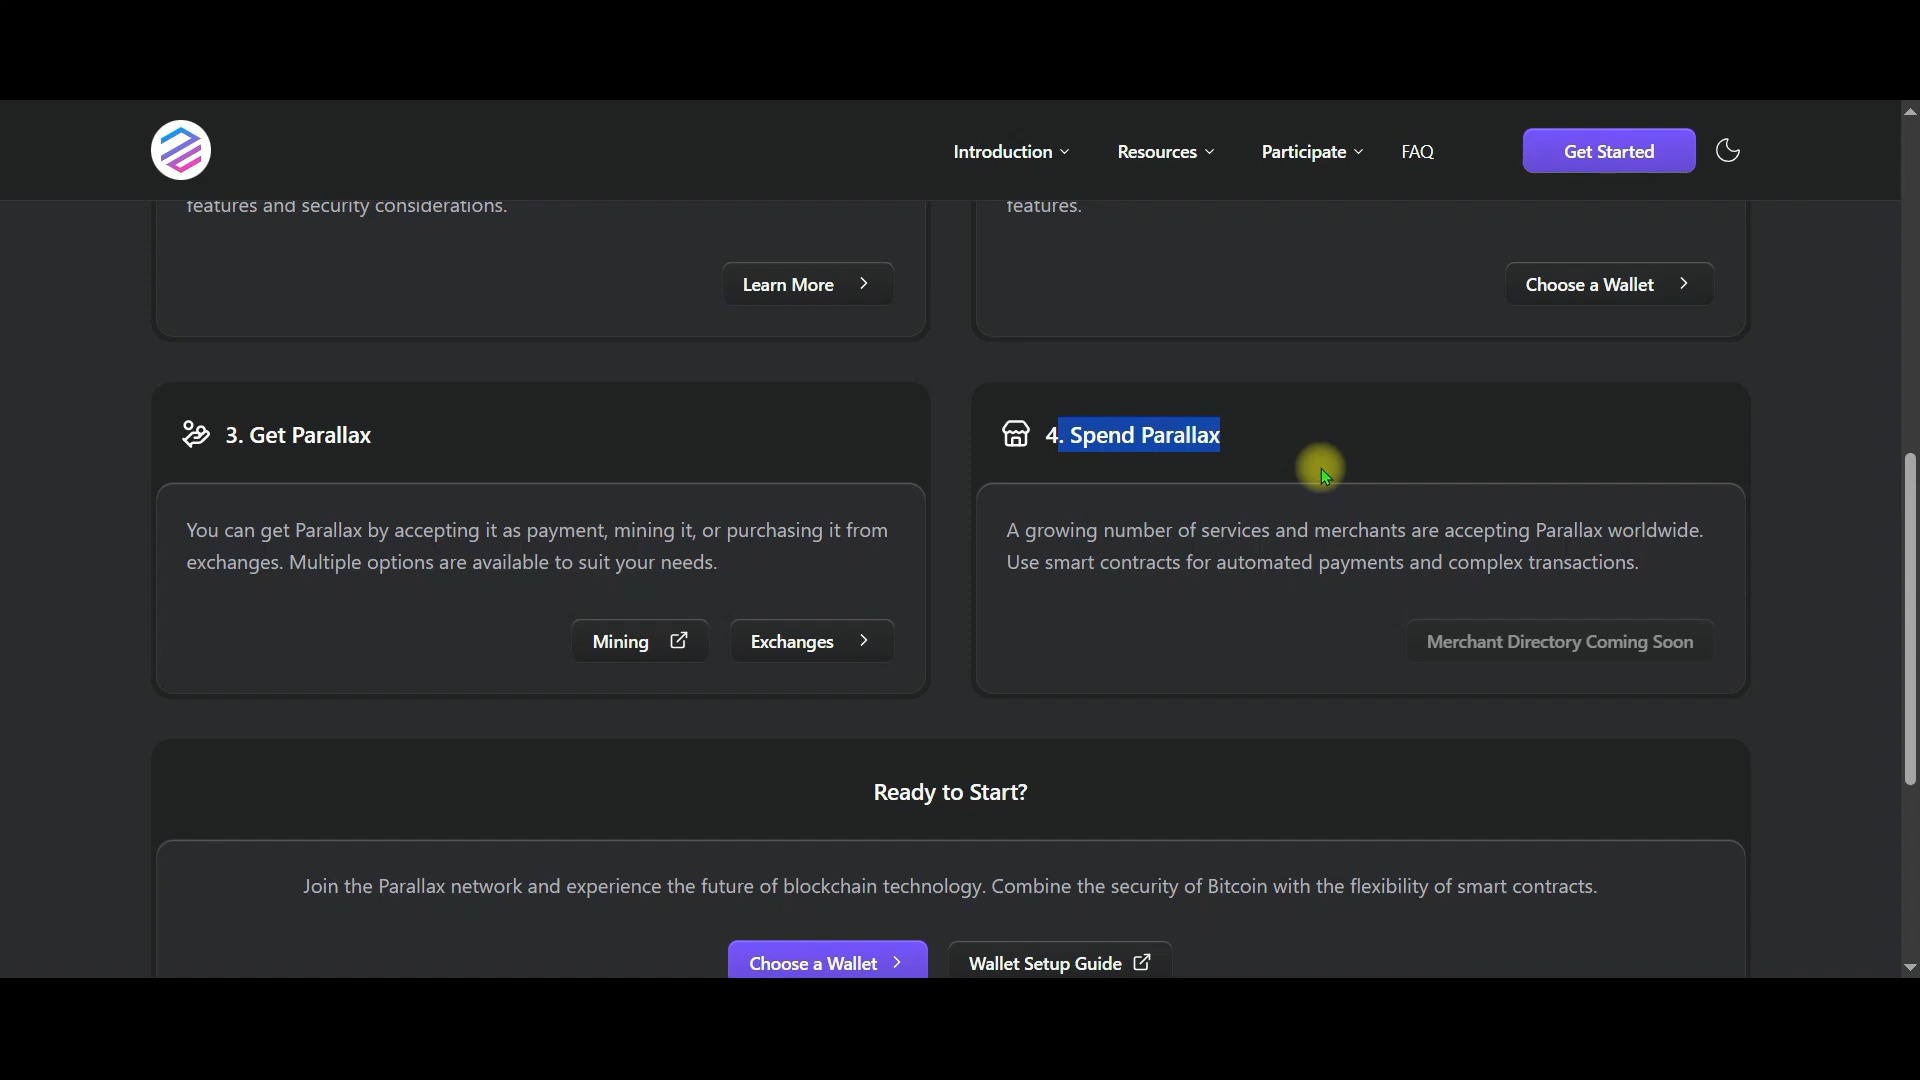 Introduction
Resources
Participate
FAQ
Get Started
features and security considerations.
Learn More
features.
Choose a Wallet
3. Get Parallax
You can get Parallax by accepting it as payment, mining it, or purchasing it from
exchanges. Multiple options are available to suit your needs.
Mining
Exchanges
4. Spend Parallax
A growing number of services and merchants are accepting Parallax worldwide.
Use smart contracts for automated payments and complex transactions.
Merchant Directory Coming Soon
Ready to Start?
Join the Parallax network and experience the future of blockchain technology. Combine the security of Bitcoin with the flexibility of smart contracts.
Choose a Wallet
Wallet Setup Guide